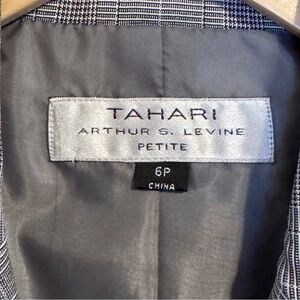 TAHARI
ARTHUR S. LEVINE
PETITE
6P
CHINA